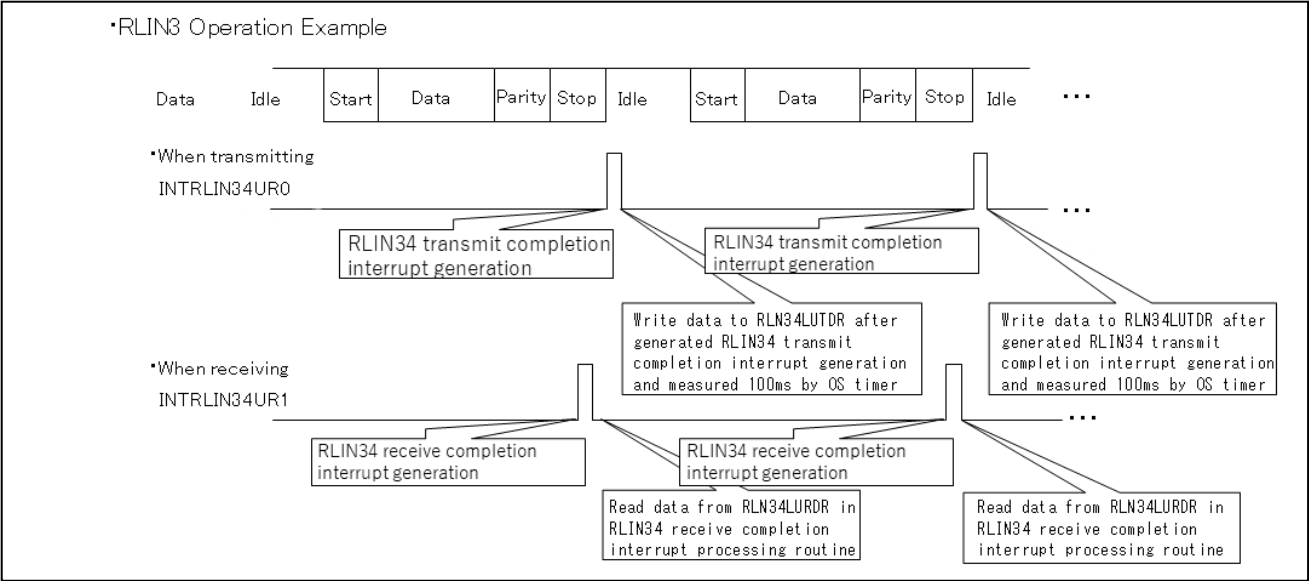 ・RLIN3 Operation Example
Data Idle Start Data Parity Stop Idle Start Data Parity Stop Idle ・・・
・When transmitting
INTRLIN34UR0
・・・
RLIN34 transmit completion
interrupt generation
RLIN34 transmit completion
interrupt generation
Write data to RLN34LUTDR after
generated RLIN34 transmit
completion interrupt generation
and measured 100ms by OS timer
Write data to RLN34LUTDR after
generated RLIN34 transmit
completion interrupt generation
and measured 100ms by OS timer
・When receiving
INTRLIN34UR1
・・・
RLIN34 receive completion
interrupt generation
RLIN34 receive completion
interrupt generation
Read data from RLN34LURDR in
RLIN34 receive completion
interrupt processing routine
Read data from RLN34LURDR in
RLIN34 receive completion
interrupt processing routine